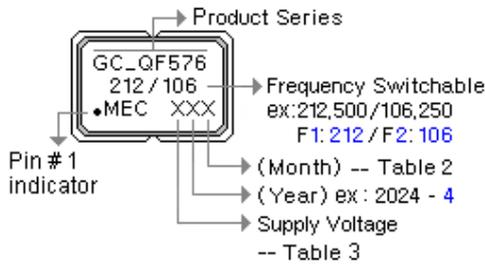 Product Series
GC_QF576
212/106
Frequency Switchable
ex:212,500/106,250
F1: 212 / F2: 106
•MEC XXX
Pin # 1
indicator
(Month) -- Table 2
(Year) ex : 2024 - 4
Supply Voltage
-- Table 3